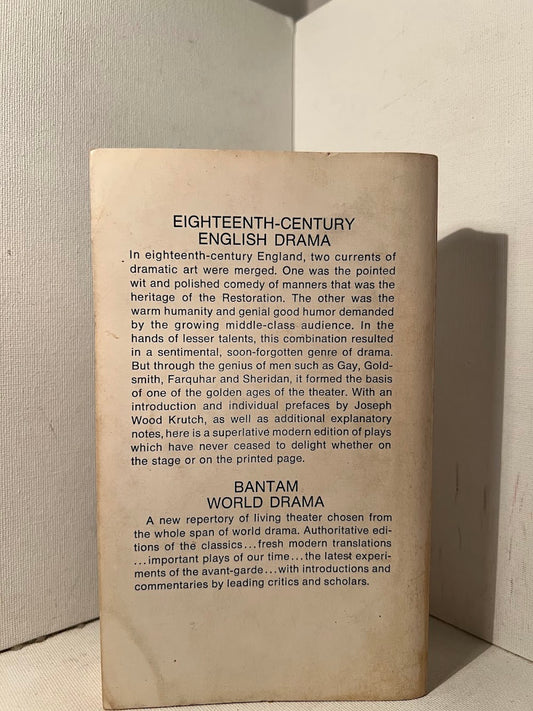 EIGHTEENTH-CENTURY
ENGLISH DRAMA
In eighteenth-century England, two currents of
dramatic art were merged. One was the pointed
wit and polished comedy of manners that was the
heritage of the Restoration. The other was the
warm humanity and genial good humor demanded
by the growing middle-class audience. In the
hands of lesser talents, this combination resulted
in a sentimental, soon-forgotten genre of drama.
But through the genius of men such as Gay, Gold-
smith, Farquhar and Sheridan, it formed the basis
of one of the golden ages of the theater. With an
introduction and individual prefaces by Joseph
Wood Krutch, as well as additional explanatory
notes, here is a superlative modern edition of plays
which have never ceased to delight whether on
the stage or on the printed page.
BANTAM
WORLD DRAMA
A new repertory of living theater chosen from
the whole span of world drama. Authoritative edi-
tions of the classics...fresh modern translations
...important plays of our time...the latest experi-
ments of the avant-garde...with introductions and
commentaries by leading critics and scholars.